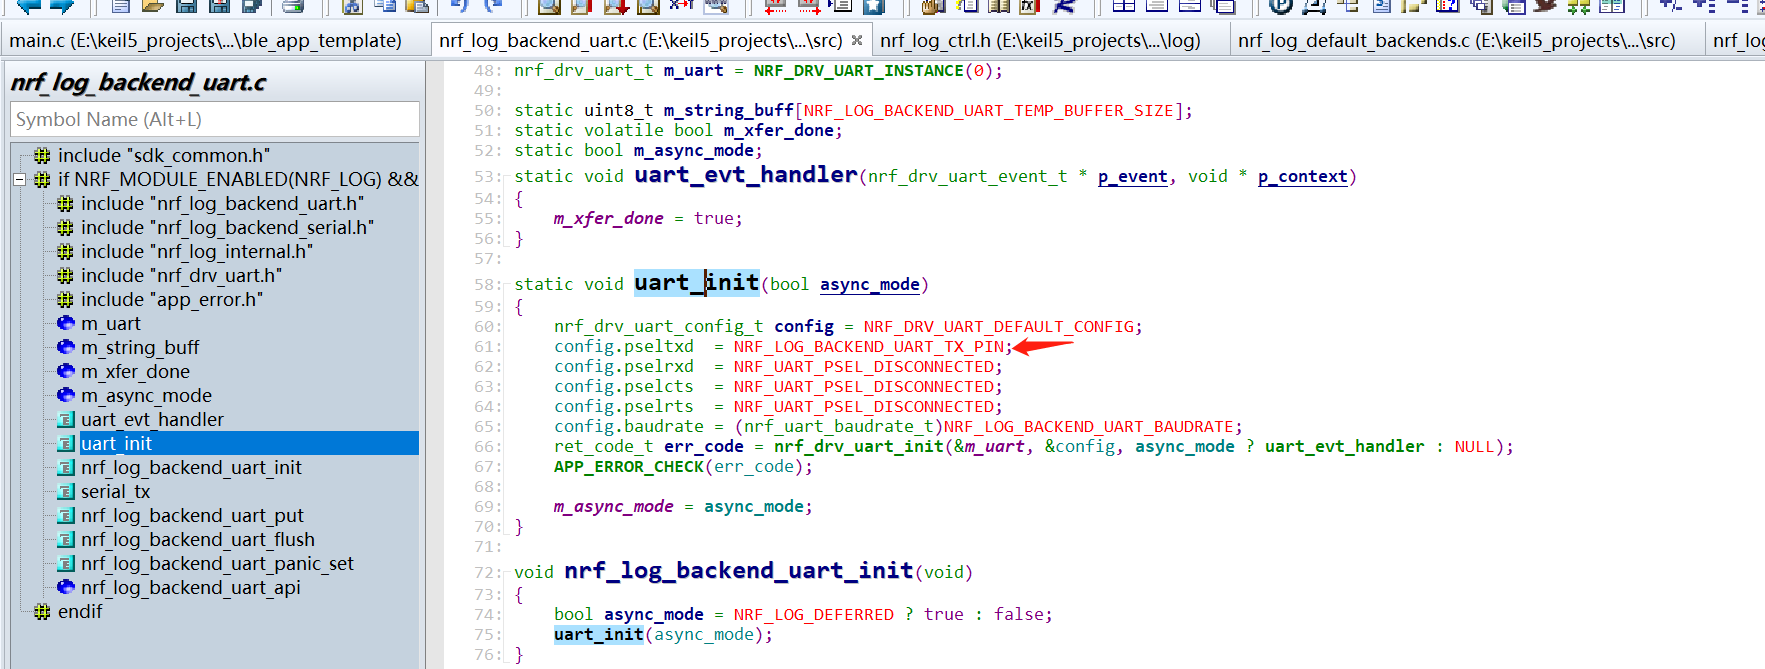 main.c (E:\keil5_projects\...\ble_app_template)
nrf_log_backend_uart.c (E:\keil5_projects\...\src)
nrf_log_ctrl.h (E:\keil5_projects\...\log)
nrf_log_default_backends.c (E:\keil5_projects\...\src)
nrf_log
nrf_log_backend_uart.c
Symbol Name (Alt+L)
include "sdk_common.h"
if NRF_MODULE_ENABLED(NRF_LOG) &&
include "nrf_log_backend_uart.h"
include "nrf_log_backend_serial.h"
include "nrf_log_internal.h"
include "nrf_drv_uart.h"
include "app_error.h"
m_uart
m_string_buff
m_xfer_done
m_async_mode
uart_evt_handler
uart_init
nrf_log_backend_uart_init
serial_tx
nrf_log_backend_uart_put
nrf_log_backend_uart_flush
nrf_log_backend_uart_panic_set
nrf_log_backend_uart_api
endif
48: nrf_drv_uart_t m_uart = NRF_DRV_UART_INSTANCE(0);
49:
50: static uint8_t m_string_buff[NRF_LOG_BACKEND_UART_TEMP_BUFFER_SIZE];
51: static volatile bool m_xfer_done;
52: static bool m_async_mode;
53: static void uart_evt_handler(nrf_drv_uart_event_t * p_event, void * p_context)
54: {
55:     m_xfer_done = true;
56: }
57:
58: static void uart_init(bool async_mode)
59: {
60:     nrf_drv_uart_config_t config = NRF_DRV_UART_DEFAULT_CONFIG;
61:     config.pseltxd  = NRF_LOG_BACKEND_UART_TX_PIN;
62:     config.pselrxd  = NRF_UART_PSEL_DISCONNECTED;
63:     config.pselcts  = NRF_UART_PSEL_DISCONNECTED;
64:     config.pselrts  = NRF_UART_PSEL_DISCONNECTED;
65:     config.baudrate = (nrf_uart_baudrate_t)NRF_LOG_BACKEND_UART_BAUDRATE;
66:     ret_code_t err_code = nrf_drv_uart_init(&m_uart, &config, async_mode ? uart_evt_handler : NULL);
67:     APP_ERROR_CHECK(err_code);
68:
69:     m_async_mode = async_mode;
70: }
71:
72: void nrf_log_backend_uart_init(void)
73: {
74:     bool async_mode = NRF_LOG_DEFERRED ? true : false;
75:     uart_init(async_mode);
76: }